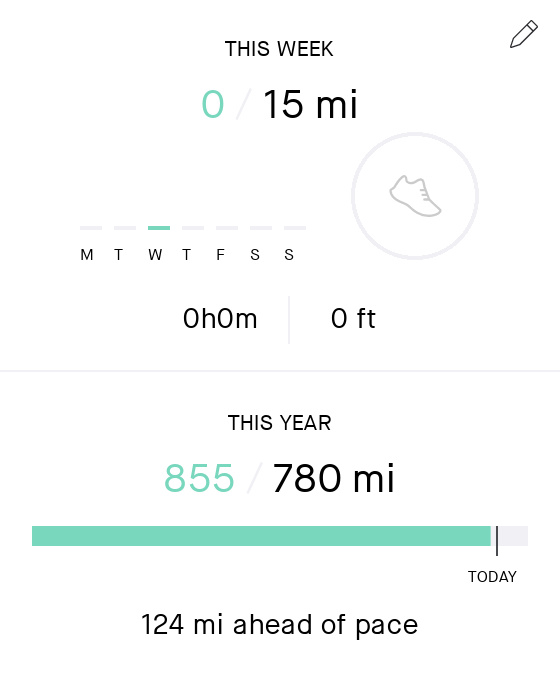 THIS WEEK
0 / 15 mi
M T W T F S S
0h0m
0 ft
THIS YEAR
855 / 780 mi
TODAY
124 mi ahead of pace